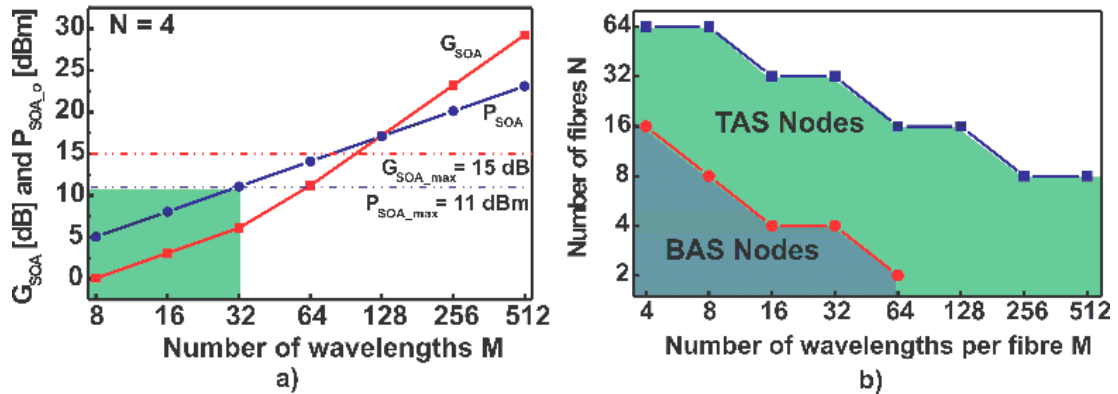 G_SOA [dB] and P_SOA_o [dBm]
30
25
20
15
10
5
0
N = 4
G_SOA
P_SOA
G_SOA_max = 15 dB
P_SOA_max = 11 dBm
8 16 32 64 128 256 512
Number of wavelengths M
a)
Number of fibres N
64
32
16
8
4
2
TAS Nodes
BAS Nodes
4 8 16 32 64 128 256 512
Number of wavelengths per fibre M
b)